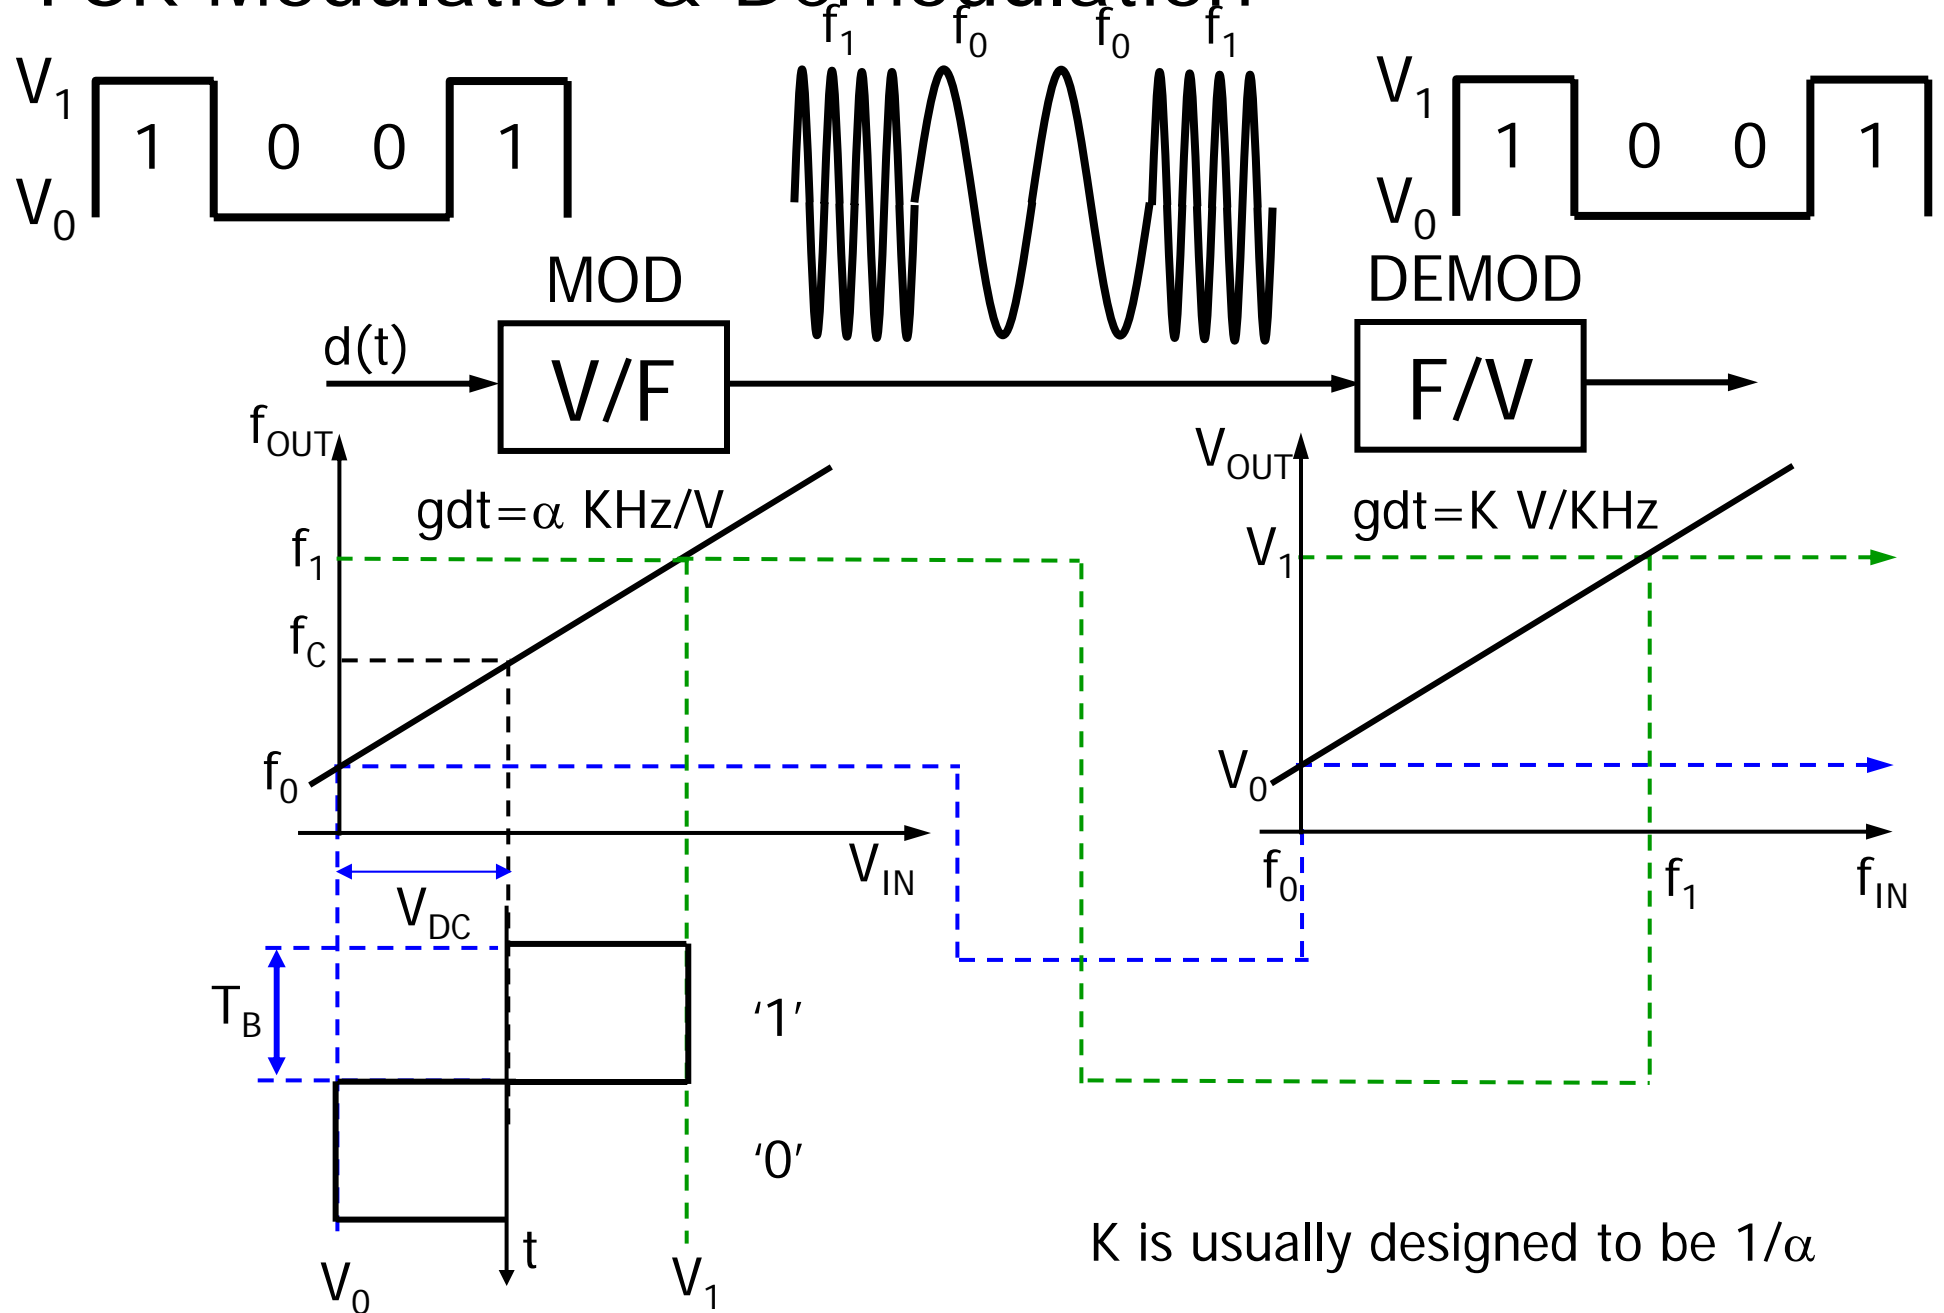 Modulation & Demodulation
f1 f0 f0 f1
V1 1 0 0 1
V0
V1 1 0 0 1
V0
MOD
DEMOD
d(t)
V/F
F/V
fOUT
gdt=α KHz/V
f1
fC
f0
VIN
VDC
TB
'1'
'0'
t
V0
V1
VOUT
gdt=K V/KHz
V1
V0
f0
f1
fIN
K is usually designed to be 1/α